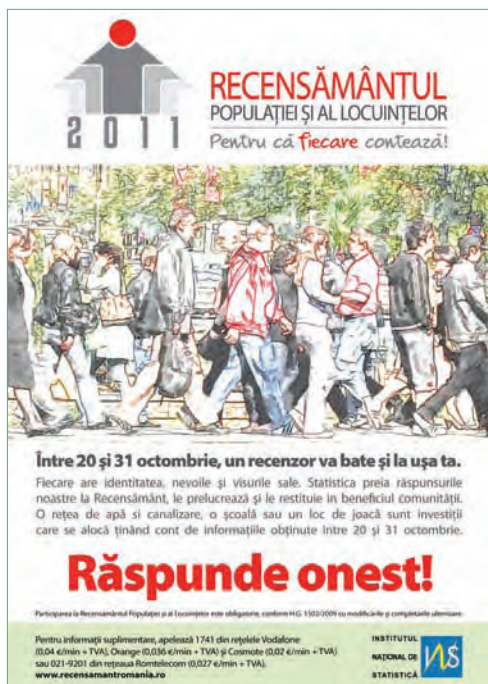 2011
RECENSĂMÂNTUL
POPULAȚIEI ȘI AL LOCUINȚELOR
Pentru că fiecare contează!
Între 20 și 31 octombrie, un recenzor va bate și la ușa ta.
Fiecare are identitatea, nevoile și visurile sale. Statistica preia răspunsurile
noastre la Recensământ, le prelucrează și le restituie in beneficiul comunității.
O rețea de apă si canalizare, o școală sau un loc de joacă sunt investiții
care se alocă ținând cont de informațiile obținute între 20 și 31 octombrie.
Răspunde onest!
Participarea la Recensământul Populației și al Locuințelor este obligatorie, conform H.G. 1502/2009 cu modificările și completările ulterioare.
Pentru informații suplimentare, apelează 1741 din rețelele Vodafone
(0,04 €/min + TVA), Orange (0,036 €/min + TVA) și Cosmote (0,02 €/min + TVA)
sau 021-9201 din rețeaua Romtelecom (0,027 €/min + TVA).
www.recensamantromania.ro
INSTITUTUL
NAȚIONAL DE
STATISTICĂ
INS